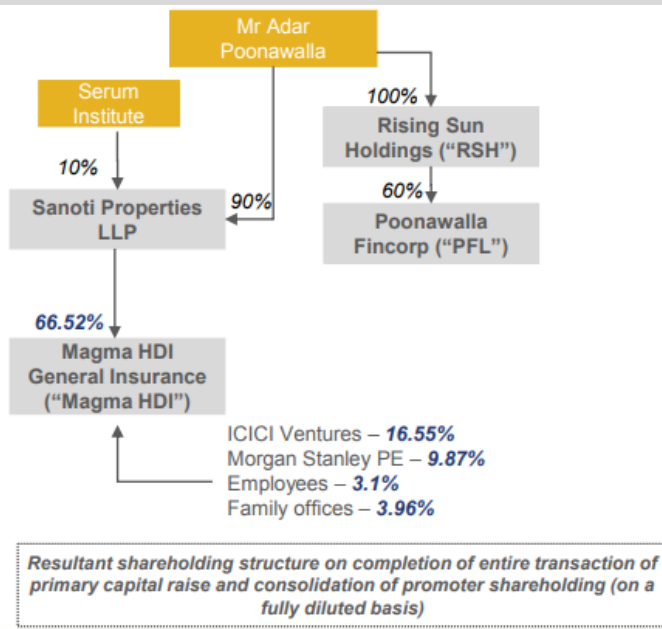 Mr Adar
Poonawalla
Serum
Institute
100%
Rising Sun
Holdings (“RSH”)
10%
90%
60%
Sanoti Properties
LLP
Poonawalla
Fincorp (“PFL”)
66.52%
Magma HDI
General Insurance
(“Magma HDI”)
ICICI Ventures – 16.55%
Morgan Stanley PE – 9.87%
Employees – 3.1%
Family offices – 3.96%
Resultant shareholding structure on completion of entire transaction of
primary capital raise and consolidation of promoter shareholding (on a
fully diluted basis)